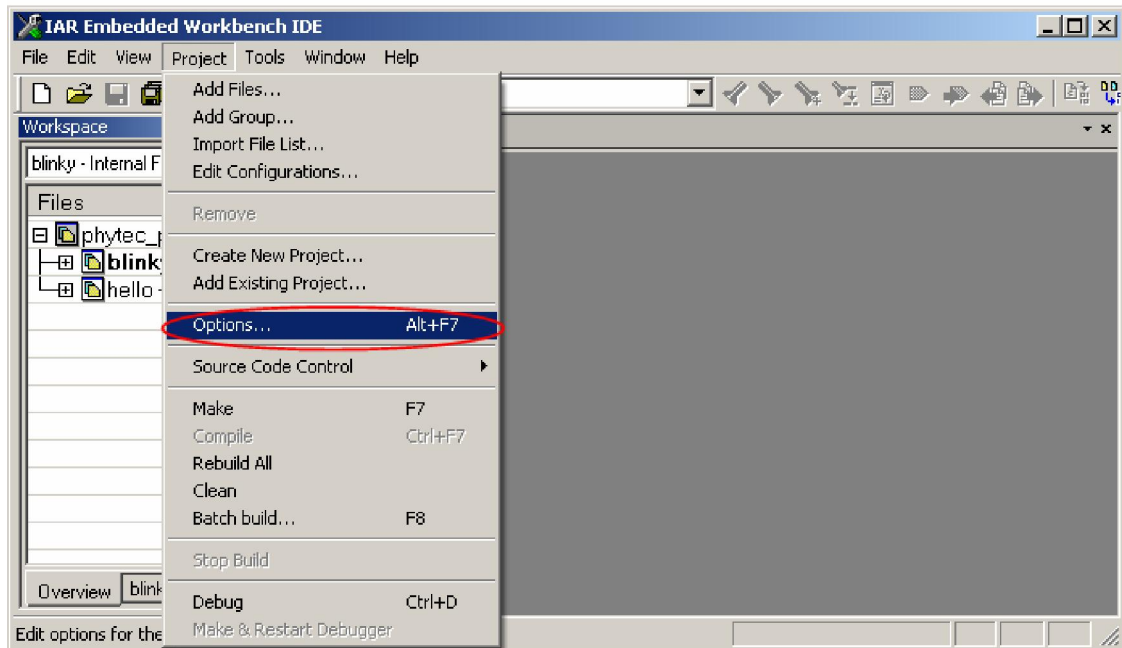 IAR Embedded Workbench IDE
File Edit View Project Tools Window Help
Workspace
blinky - Internal F
Files
phytec_
blink
hello -
Overview blink
Add Files...
Add Group...
Import File List...
Edit Configurations...
Remove
Create New Project...
Add Existing Project...
Options... Alt+F7
Source Code Control
Make F7
Compile Ctrl+F7
Rebuild All
Clean
Batch build... F8
Stop Build
Debug Ctrl+D
Make & Restart Debugger
Edit options for the